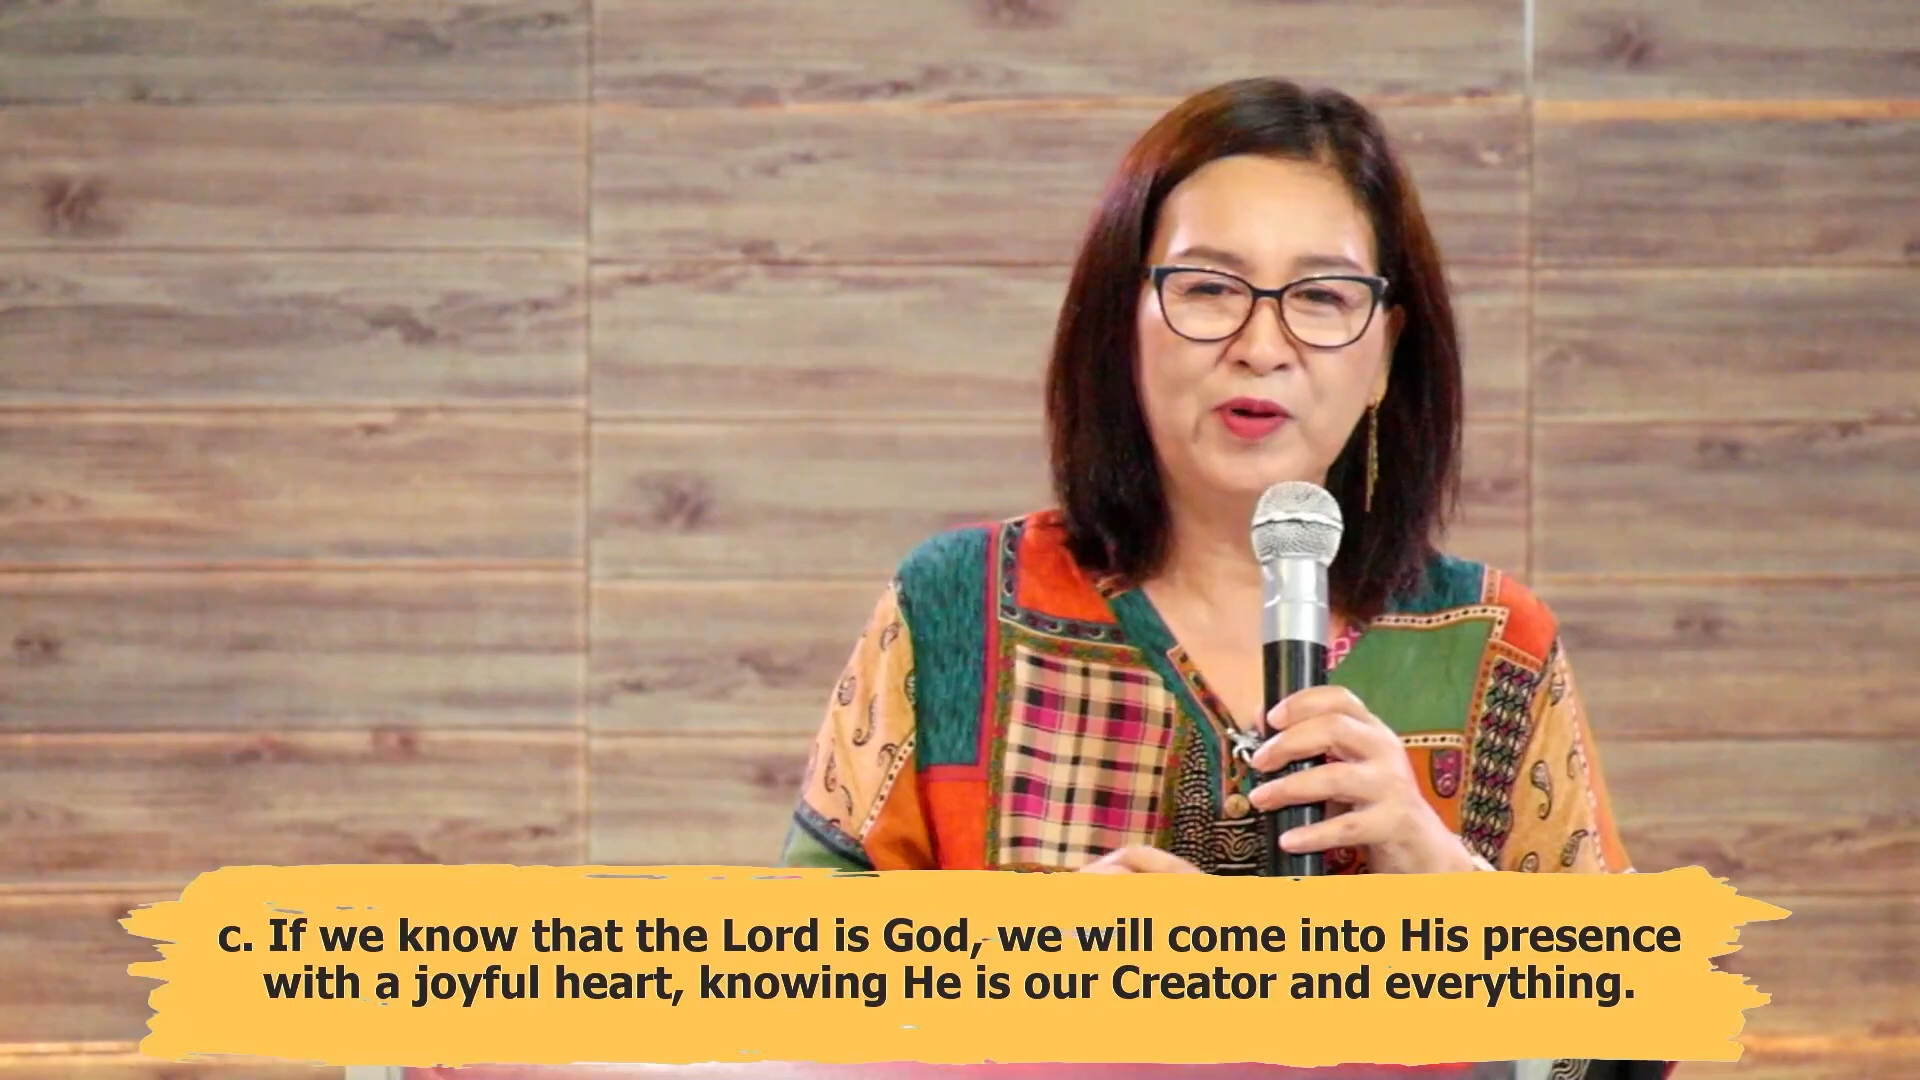 c. If we know that the Lord is God, we will come into His presence
with a joyful heart, knowing He is our Creator and everything.